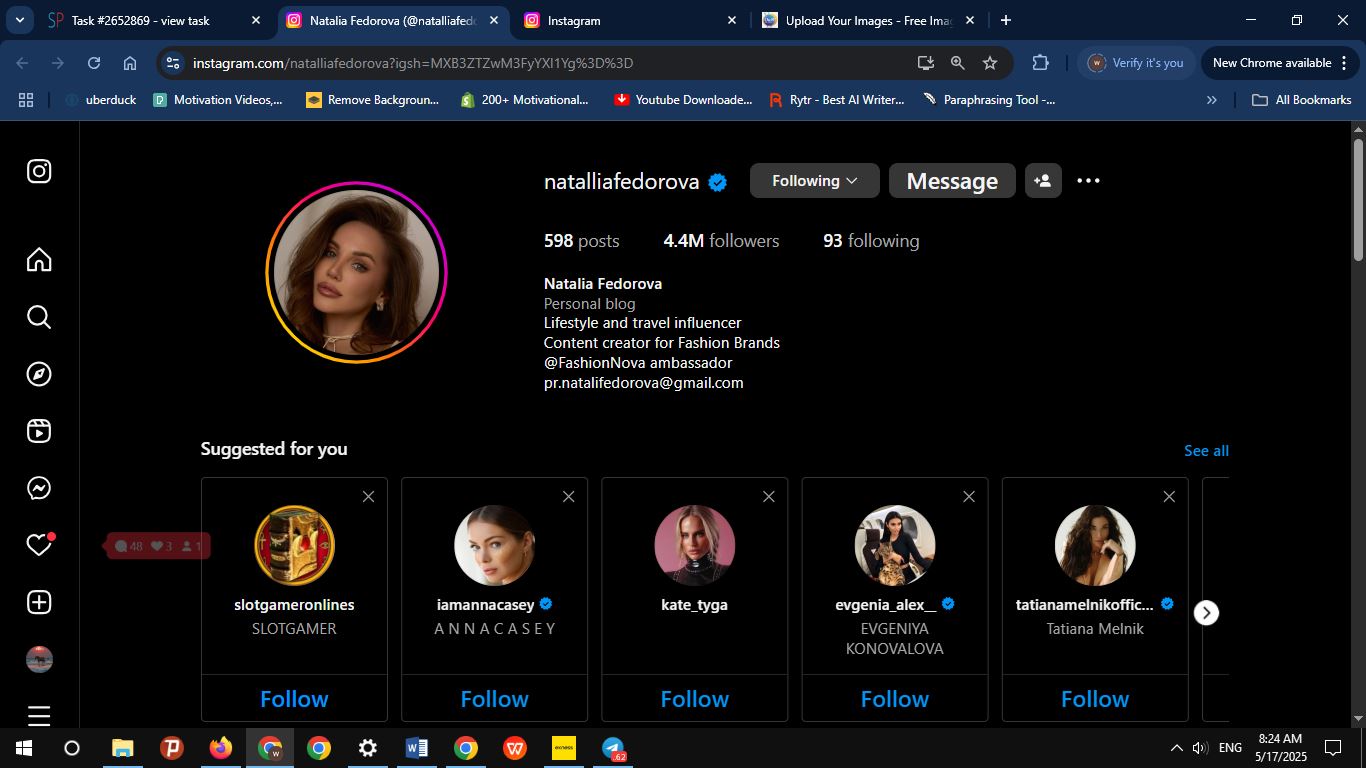 Task #2652869 - view task
Natalia Fedorova (@natalliafedo
Instagram
Upload Your Images - Free Imag
instagram.com/natalliafedorova?igsh=MXB3ZTZwM3FyYXI1Yg%3D%3D
Verify it's you
New Chrome available
uberduck
Motivation Videos,...
Remove Backgroun...
200+ Motivational...
Youtube Downloade...
Rytr - Best AI Writer...
Paraphrasing Tool -...
All Bookmarks
natalliafedorova
Following
Message
598 posts
4.4M followers
93 following
Natalia Fedorova
Personal blog
Lifestyle and travel influencer
Content creator for Fashion Brands
@FashionNova ambassador
pr.natalifedorova@gmail.com
Suggested for you
See all
48 3 1
slotgameronlines
SLOTGAMER
Follow
iamannacasey
A N N A C A S E Y
Follow
kate_tyga
Follow
evgenia_alex__
EVGENIYA
KONOVALOVA
Follow
tatianamelnikoffic...
Tatiana Melnik
Follow
exness
62
ENG
8:24 AM
5/17/2025